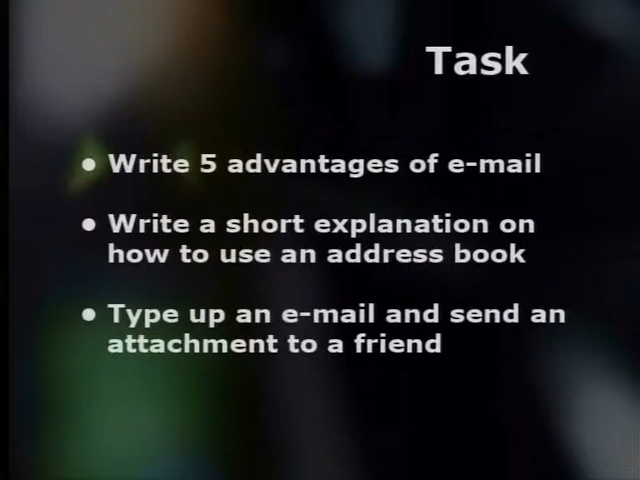 Task
• Write 5 advantages of e-mail
• Write a short explanation on
how to use an address book
• Type up an e-mail and send an
attachment to a friend